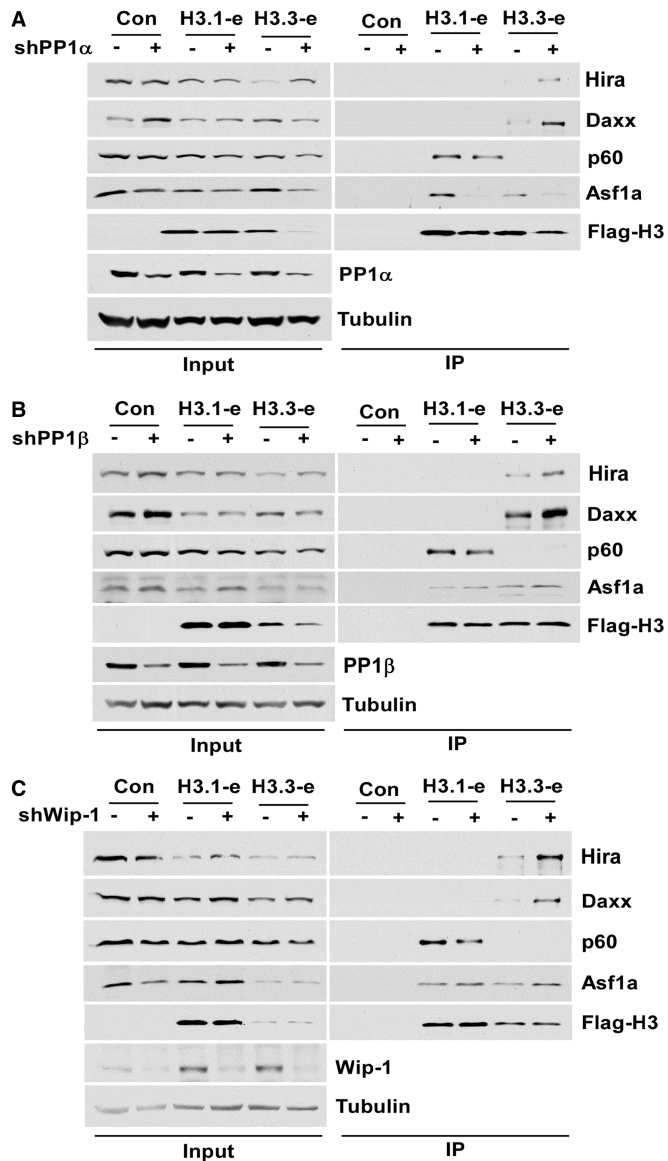 A
Con H3.1-e H3.3-e Con H3.1-e H3.3-e
shPP1α - + - + - + - + - + - +
Hira
Daxx
p60
Asf1a
Flag-H3
PP1α
Tubulin
Input IP
B
Con H3.1-e H3.3-e Con H3.1-e H3.3-e
shPP1β - + - + - + - + - + - +
Hira
Daxx
p60
Asf1a
Flag-H3
PP1β
Tubulin
Input IP
C
Con H3.1-e H3.3-e Con H3.1-e H3.3-e
shWip-1 - + - + - + - + - + - +
Hira
Daxx
p60
Asf1a
Flag-H3
Wip-1
Tubulin
Input IP